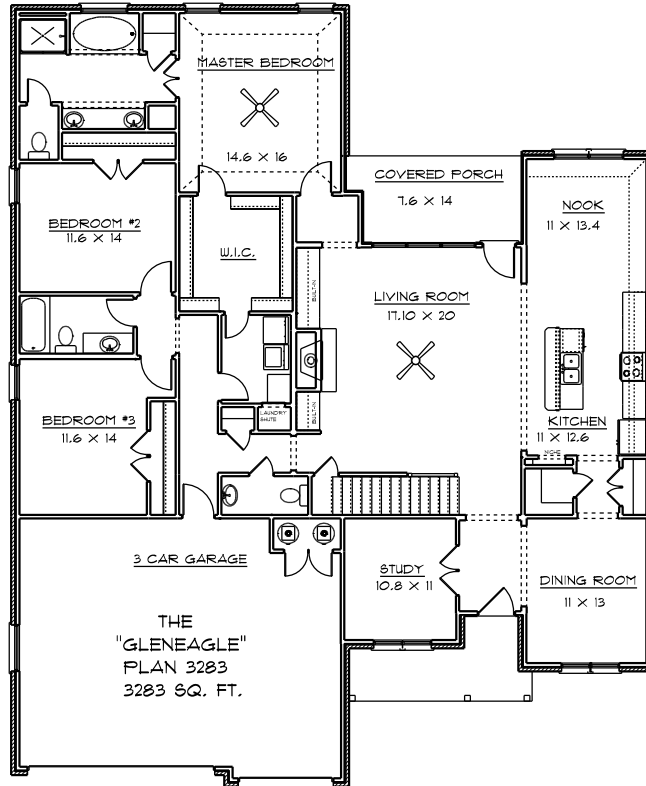 MASTER BEDROOM
14.6 X 16
COVERED PORCH
7.6 X 14
NOOK
11 X 13.4
BEDROOM #2
11.6 X 14
W.I.C.
BUILT-IN
LIVING ROOM
17.10 X 20
BEDROOM #3
11.6 X 14
LAUNDRY
SHUTE
BUILT-IN
KITCHEN
11 X 12.6
NICHE
3 CAR GARAGE
STUDY
10.8 X 11
DINING ROOM
11 X 13
THE
"GLENEAGLE"
PLAN 3283
3283 SQ. FT.